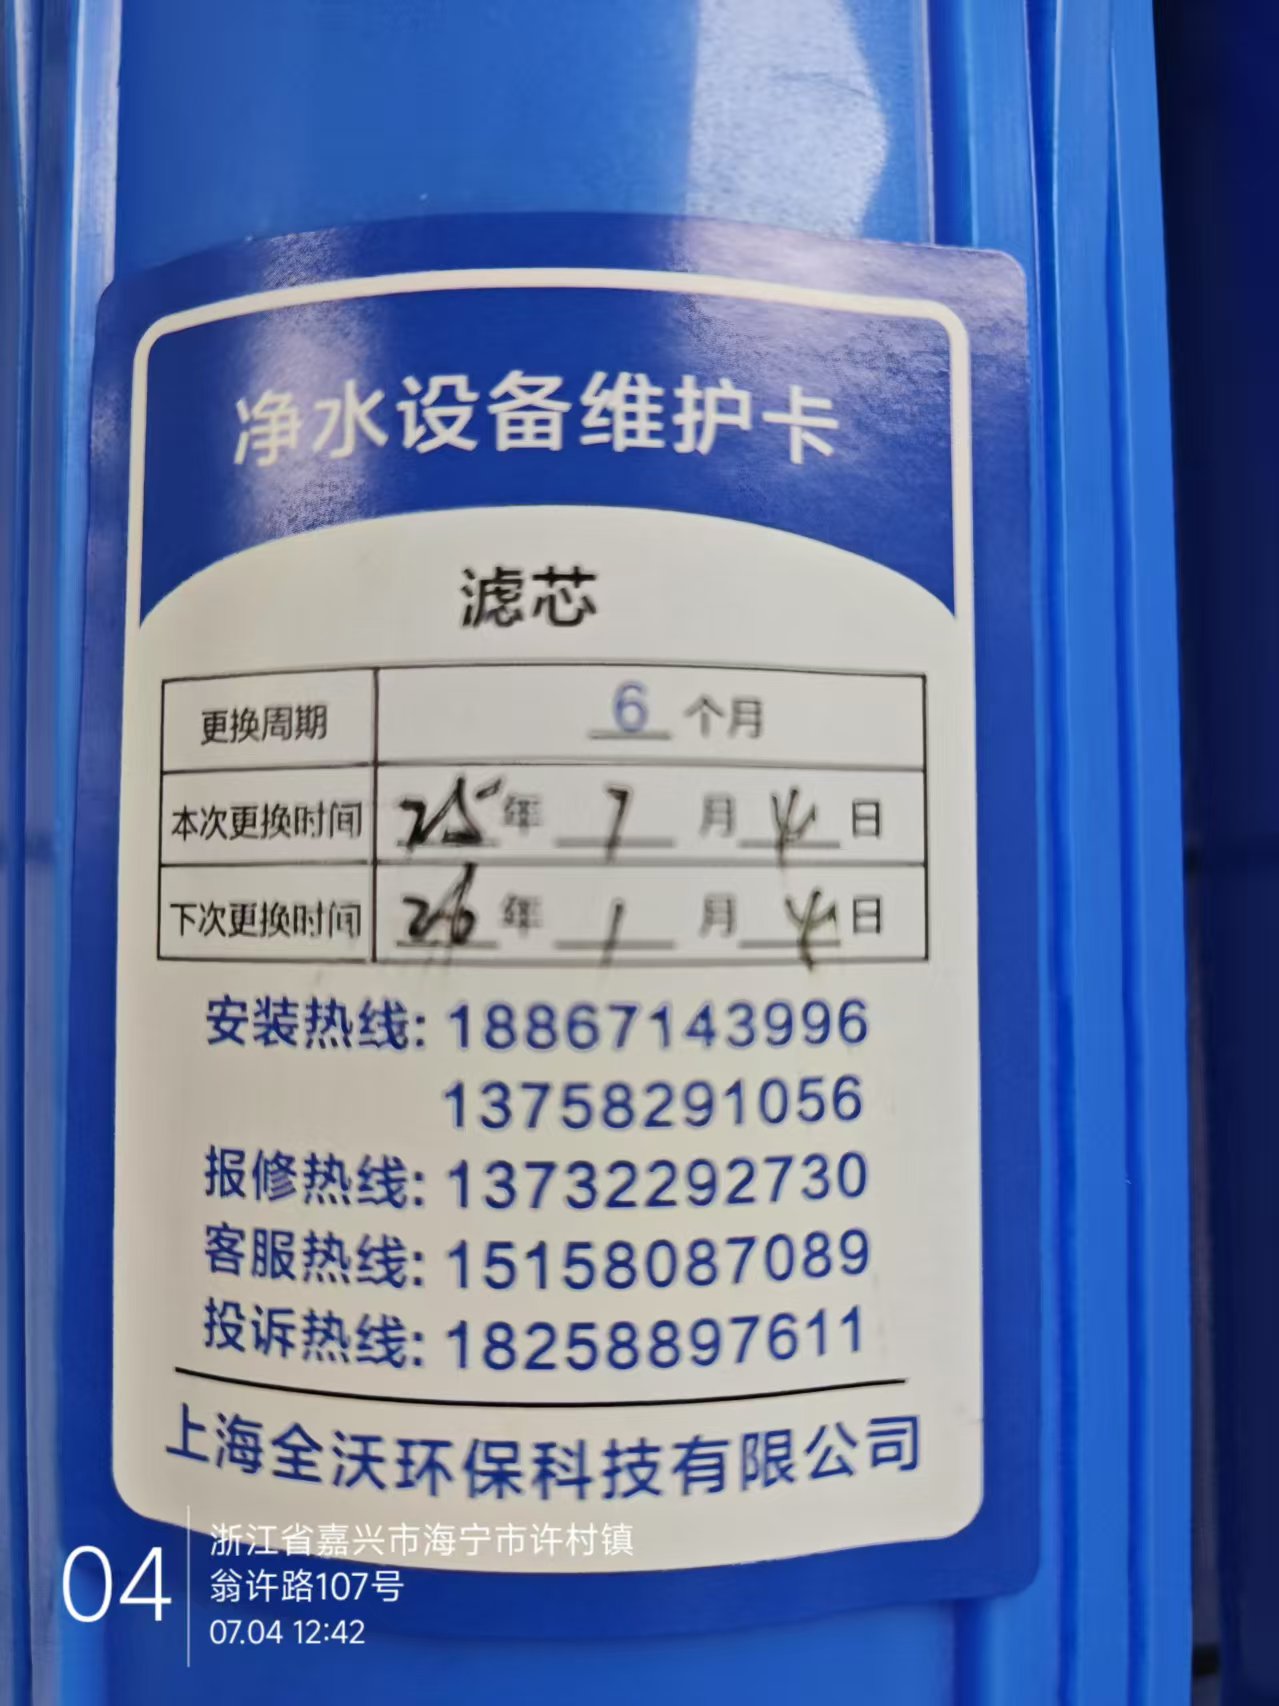 净水设备维护卡
滤芯
更换周期 6 个月
本次更换时间 25年 7 月 4 日
下次更换时间 26年 1 月 4 日
安装热线: 18867143996
13758291056
报修热线: 13732292730
客服热线: 15158087089
投诉热线: 18258897611
上海全沃环保科技有限公司
04
浙江省嘉兴市海宁市许村镇
翁许路107号
07.04 12:42